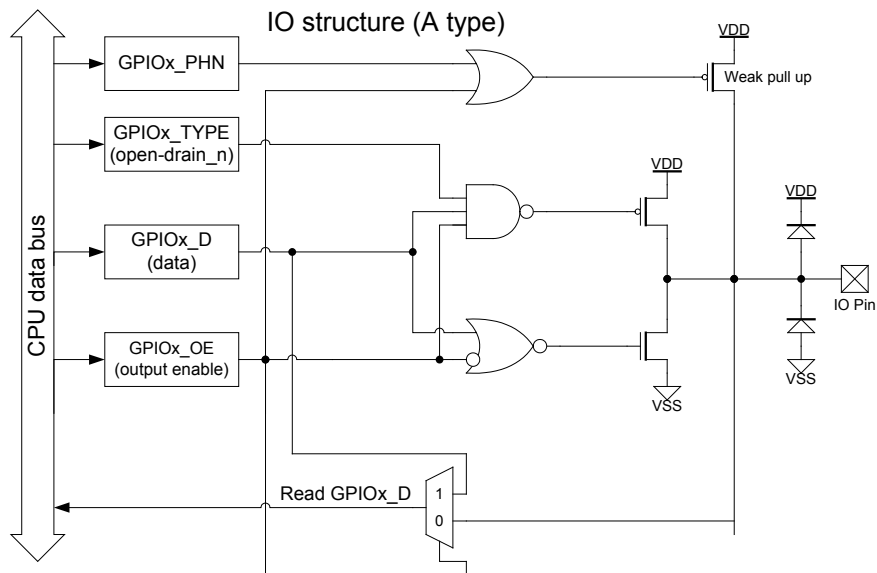 IO structure (A type)
VDD
GPIOx_PHN
Weak pull up
GPIOx_TYPE
(open-drain_n)
VDD
VDD
CPU data bus
GPIOx_D
(data)
IO Pin
GPIOx_OE
(output enable)
VSS
VSS
Read GPIOx_D
1
0